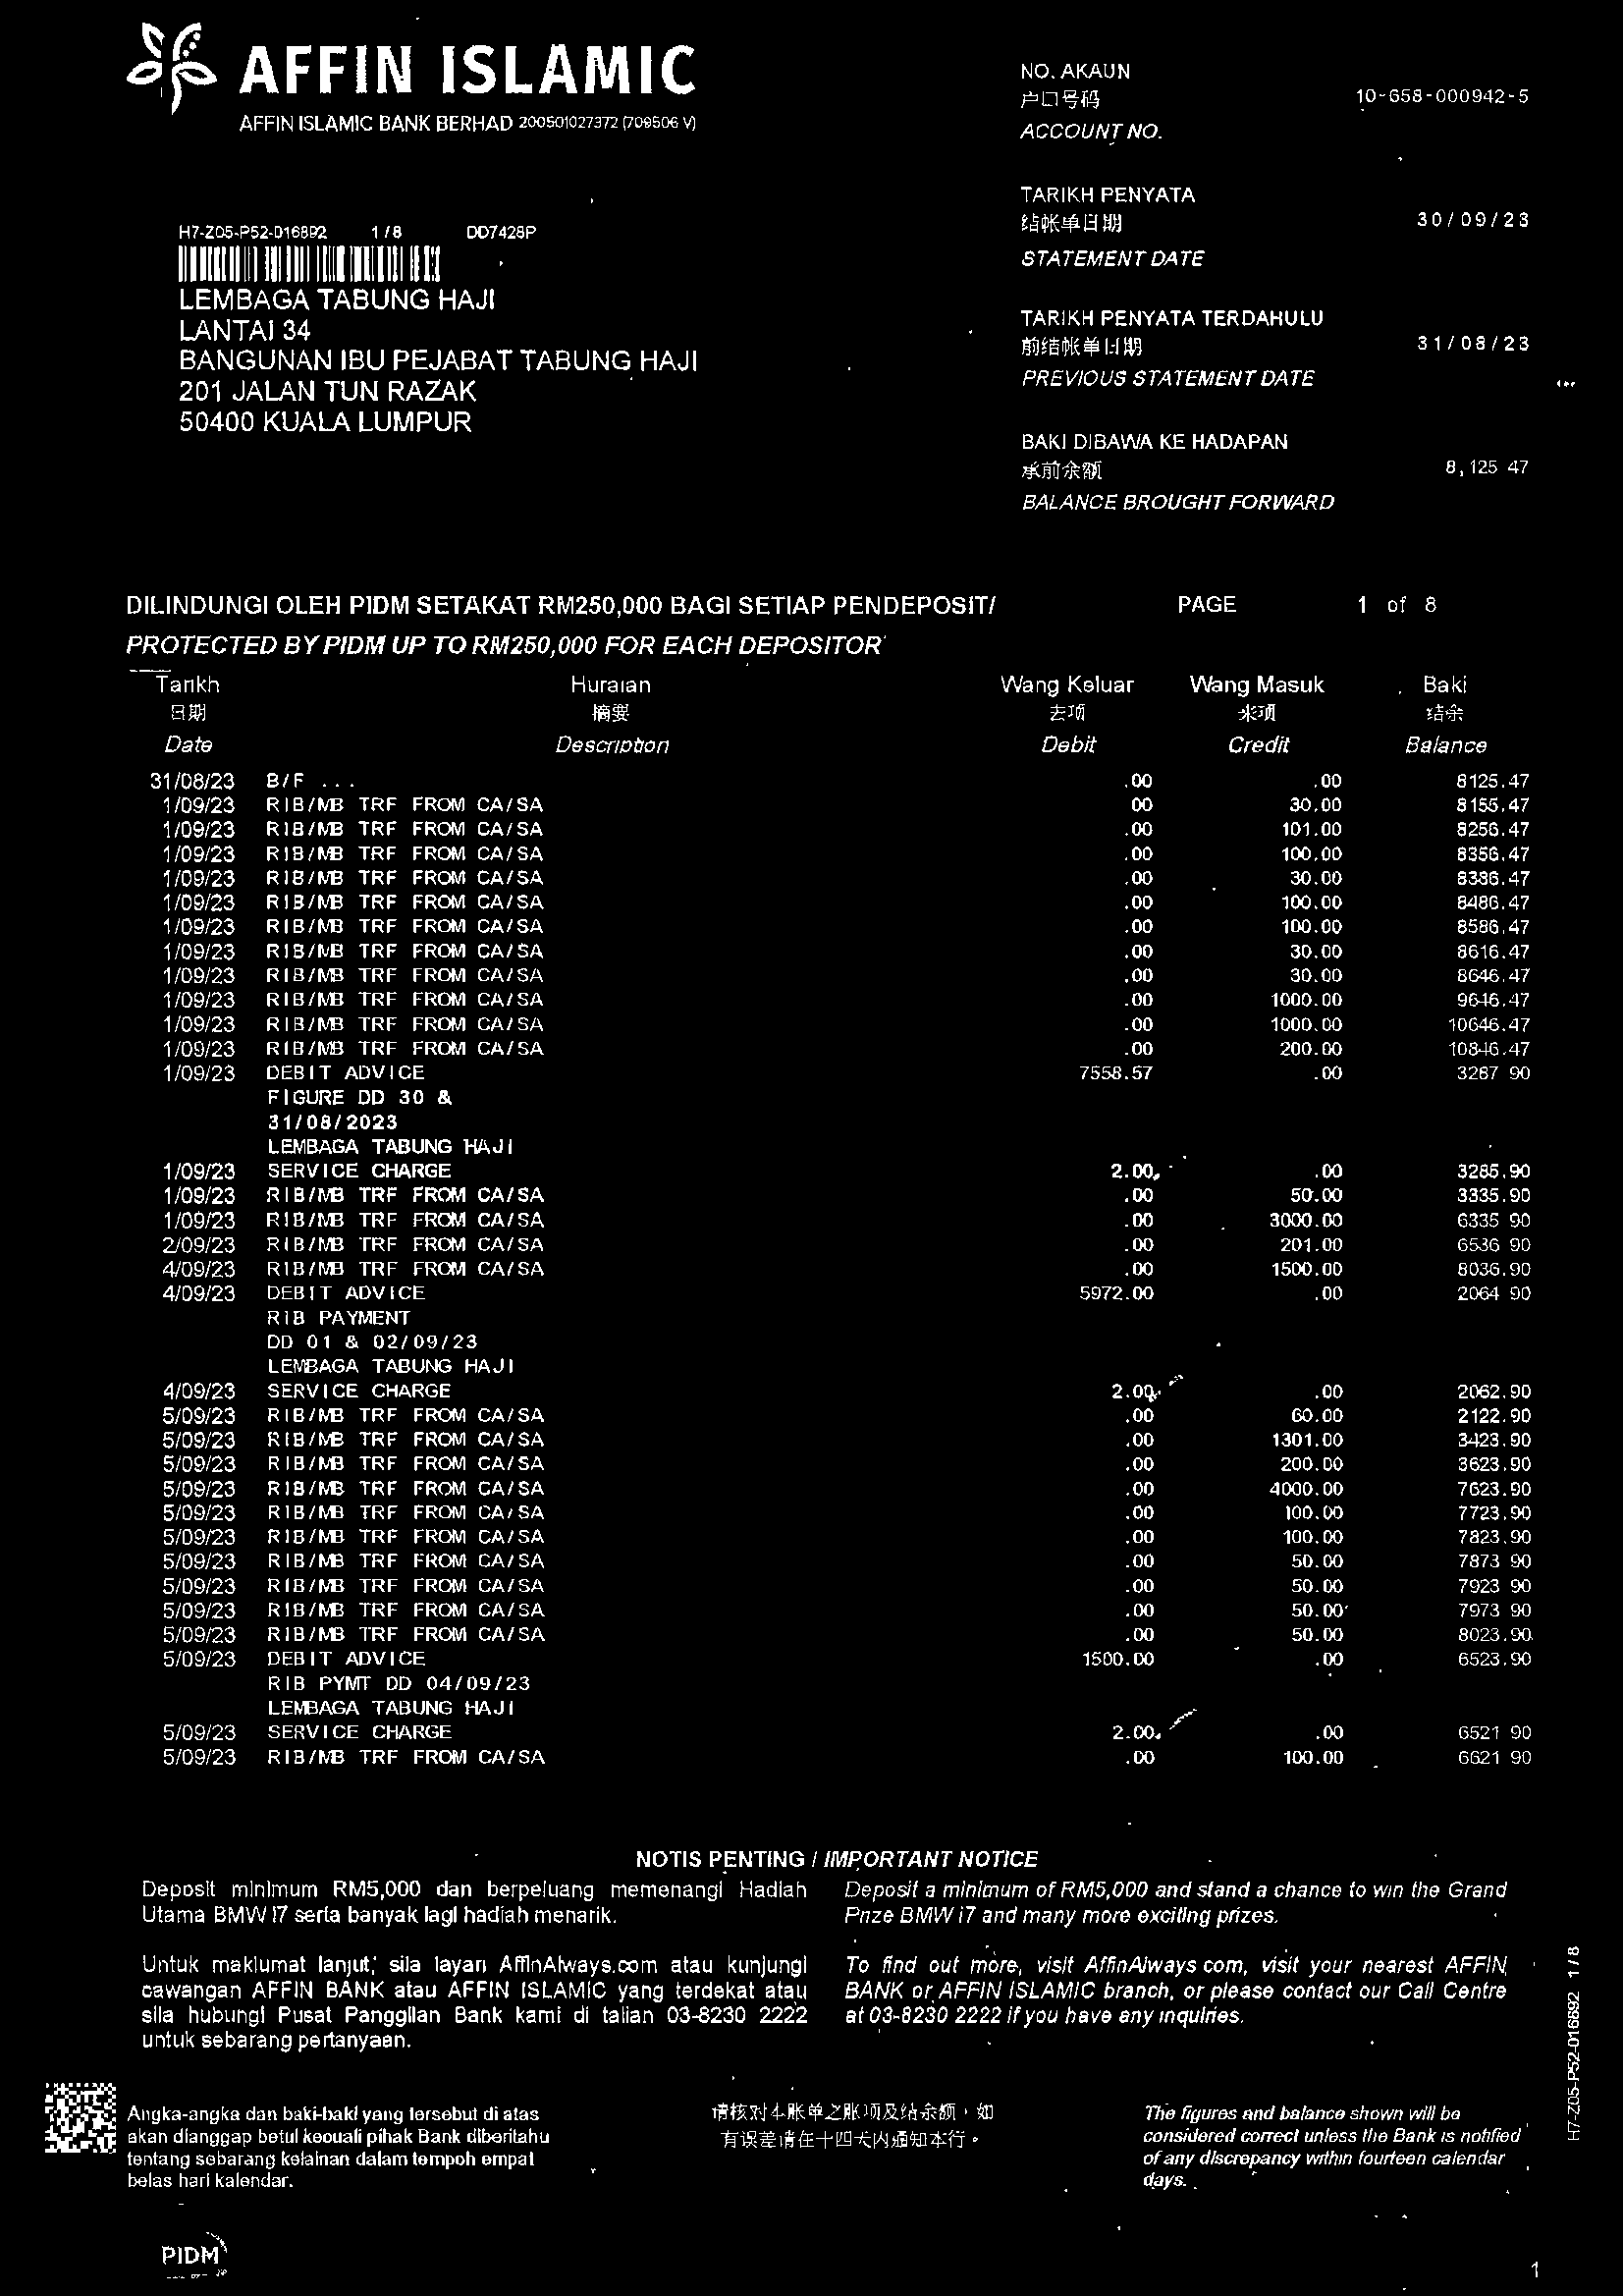 AFFIN ISLAMIC
AFFIN ISLAMIC BANK BERHAD 200501027372 (709506 V)
NO. AKAUN
户口号码
ACCOUNT NO.
10-658-000942-5
TARIKH PENYATA
结帐单日期
STATEMENT DATE
30/09/23
H7-Z05-P52-016892 1/8 DD7428P
LEMBAGA TABUNG HAJI
LANTAI 34
BANGUNAN IBU PEJABAT TABUNG HAJI
201 JALAN TUN RAZAK
50400 KUALA LUMPUR
TARIKH PENYATA TERDAHULU
前结帐单日期
PREVIOUS STATEMENT DATE
31/08/23
BAKI DIBAWA KE HADAPAN
承前余额
BALANCE BROUGHT FORWARD
8,125 47
DILINDUNGI OLEH PIDM SETAKAT RM250,000 BAGI SETIAP PENDEPOSIT/
PROTECTED BY PIDM UP TO RM250,000 FOR EACH DEPOSITOR
PAGE 1 of 8
Tarikh Huraian Wang Keluar Wang Masuk Baki
日期 摘要 去项 来项 结余
Date Description Debit Credit Balance
31/08/23 B/F ... .00 .00 8125.47
1/09/23 RIB/MB TRF FROM CA/SA 00 30.00 8155.47
1/09/23 RIB/MB TRF FROM CA/SA .00 101.00 8256.47
1/09/23 RIB/MB TRF FROM CA/SA .00 100.00 8356.47
1/09/23 RIB/MB TRF FROM CA/SA .00 30.00 8386.47
1/09/23 RIB/MB TRF FROM CA/SA .00 100.00 8486.47
1/09/23 RIB/MB TRF FROM CA/SA .00 100.00 8586.47
1/09/23 RIB/MB TRF FROM CA/SA .00 30.00 8616.47
1/09/23 RIB/MB TRF FROM CA/SA .00 30.00 8646.47
1/09/23 RIB/MB TRF FROM CA/SA .00 1000.00 9646.47
1/09/23 RIB/MB TRF FROM CA/SA .00 1000.00 10646.47
1/09/23 RIB/MB TRF FROM CA/SA .00 200.00 10846.47
1/09/23 DEBIT ADVICE 7558.57 .00 3287 90
FIGURE DD 30 &
31/08/2023
LEMBAGA TABUNG HAJI
1/09/23 SERVICE CHARGE 2.00 .00 3285.90
1/09/23 RIB/MB TRF FROM CA/SA .00 50.00 3335.90
1/09/23 RIB/MB TRF FROM CA/SA .00 3000.00 6335 90
2/09/23 RIB/MB TRF FROM CA/SA .00 201.00 6536 90
4/09/23 RIB/MB TRF FROM CA/SA .00 1500.00 8036.90
4/09/23 DEBIT ADVICE 5972.00 .00 2064 90
RIB PAYMENT
DD 01 & 02/09/23
LEMBAGA TABUNG HAJI
4/09/23 SERVICE CHARGE 2.00 .00 2062.90
5/09/23 RIB/MB TRF FROM CA/SA .00 60.00 2122.90
5/09/23 RIB/MB TRF FROM CA/SA .00 1301.00 3423.90
5/09/23 RIB/MB TRF FROM CA/SA .00 200.00 3623.90
5/09/23 RIB/MB TRF FROM CA/SA .00 4000.00 7623.90
5/09/23 RIB/MB TRF FROM CA/SA .00 100.00 7723.90
5/09/23 RIB/MB TRF FROM CA/SA .00 100.00 7823.90
5/09/23 RIB/MB TRF FROM CA/SA .00 50.00 7873 90
5/09/23 RIB/MB TRF FROM CA/SA .00 50.00 7923 90
5/09/23 RIB/MB TRF FROM CA/SA .00 50.00 7973 90
5/09/23 RIB/MB TRF FROM CA/SA .00 50.00 8023.90
5/09/23 DEBIT ADVICE 1500.00 .00 6523.90
RIB PYMT DD 04/09/23
LEMBAGA TABUNG HAJI
5/09/23 SERVICE CHARGE 2.00 .00 6521 90
5/09/23 RIB/MB TRF FROM CA/SA .00 100.00 6621 90
NOTIS PENTING / IMPORTANT NOTICE
Deposit minimum RM5,000 dan berpeluang memenangi Hadiah
Utama BMW i7 serta banyak lagi hadiah menarik.
Untuk maklumat lanjut, sila layari AffinAlways.com atau kunjungi
cawangan AFFIN BANK atau AFFIN ISLAMIC yang terdekat atau
sila hubungi Pusat Panggilan Bank kami di talian 03-8230 2222
untuk sebarang pertanyaan.
Deposit a minimum of RM5,000 and stand a chance to win the Grand
Prize BMW i7 and many more exciting prizes.
To find out more, visit AffinAlways com, visit your nearest AFFIN
BANK or AFFIN ISLAMIC branch, or please contact our Call Centre
at 03-8230 2222 if you have any inquiries.
H7-Z05-P52-016892 1/8
Angka-angka dan baki-baki yang tersebut di atas
akan dianggap betul kecuali pihak Bank diberitahu
tentang sebarang kelainan dalam tempoh empat
belas hari kalendar.
请核对本账单之账项及结余额，如
有误差请在十四天内通知本行。
The figures and balance shown will be
considered correct unless the Bank is notified
of any discrepancy within fourteen calendar
days.
PIDM
1